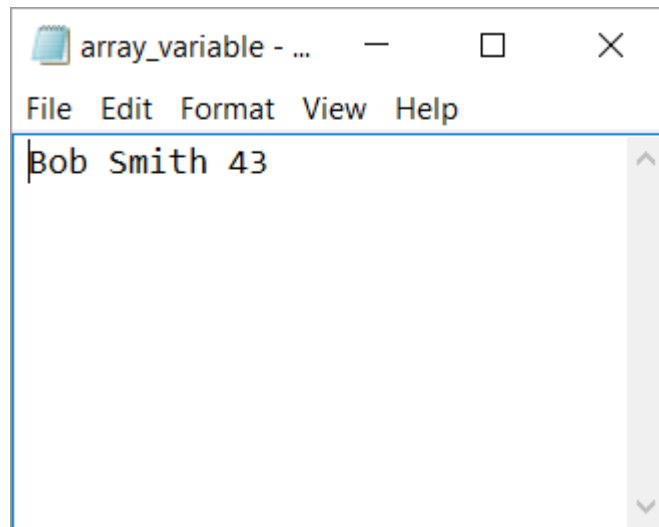 array_variable - ...
File Edit Format View Help
Bob Smith 43